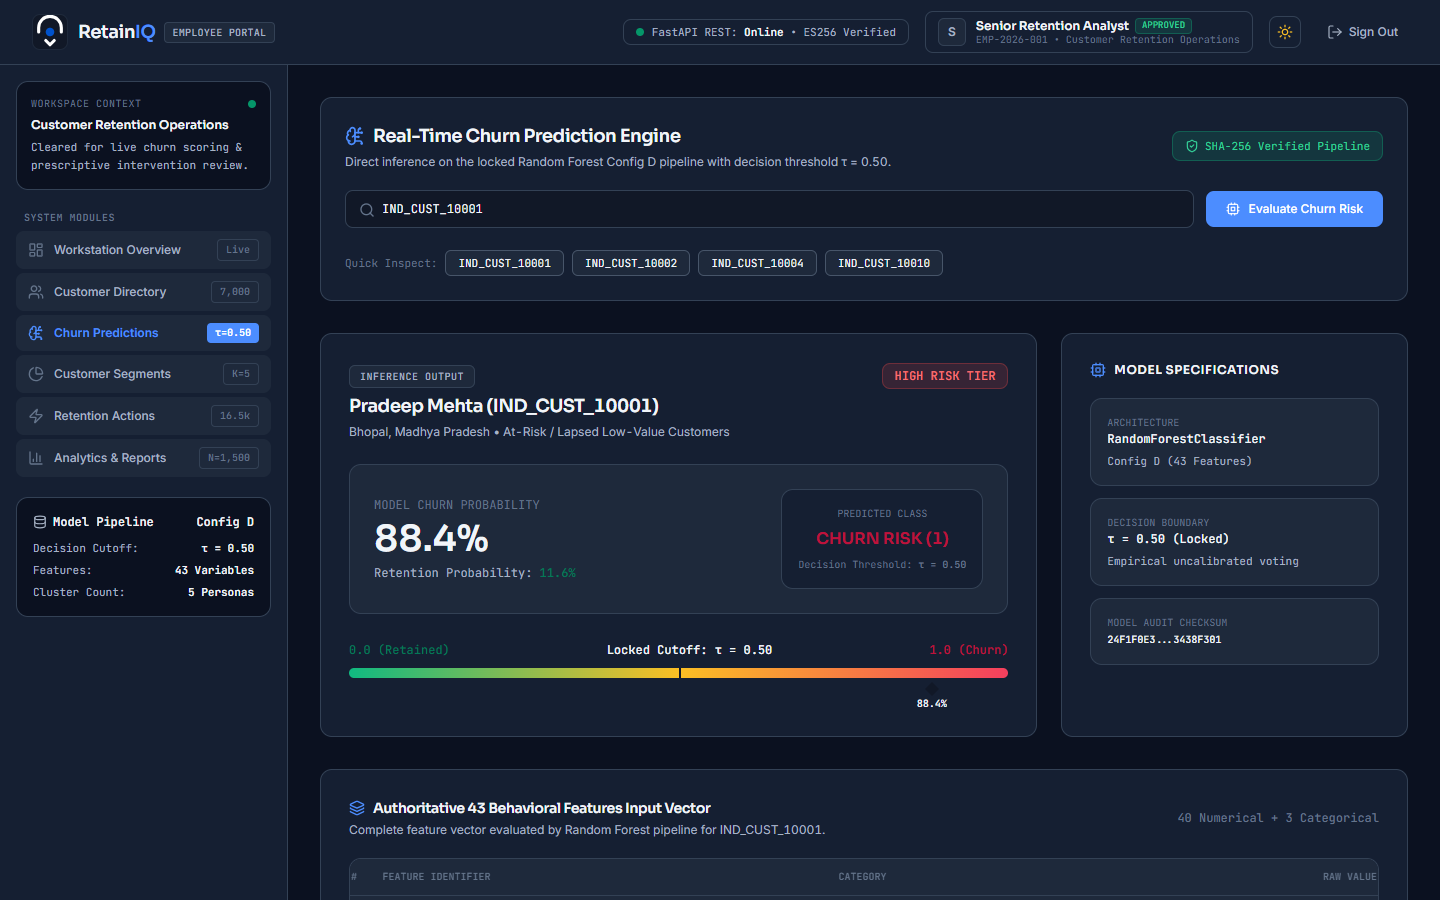 RetainIQ
EMPLOYEE PORTAL
FastAPI REST: Online • ES256 Verified
S
Senior Retention Analyst APPROVED
EMP-2026-001 • Customer Retention Operations
Sign Out
WORKSPACE CONTEXT
Customer Retention Operations
Cleared for live churn scoring &
prescriptive intervention review.
SYSTEM MODULES
Workstation Overview Live
Customer Directory 7,000
Churn Predictions τ=0.50
Customer Segments K=5
Retention Actions 16.5k
Analytics & Reports N=1,500
Model Pipeline Config D
Decision Cutoff: τ = 0.50
Features: 43 Variables
Cluster Count: 5 Personas
Real-Time Churn Prediction Engine
Direct inference on the locked Random Forest Config D pipeline with decision threshold τ = 0.50.
SHA-256 Verified Pipeline
IND_CUST_10001
Evaluate Churn Risk
Quick Inspect: IND_CUST_10001 IND_CUST_10002 IND_CUST_10004 IND_CUST_10010
INFERENCE OUTPUT
HIGH RISK TIER
Pradeep Mehta (IND_CUST_10001)
Bhopal, Madhya Pradesh • At-Risk / Lapsed Low-Value Customers
MODEL CHURN PROBABILITY
88.4%
Retention Probability: 11.6%
PREDICTED CLASS
CHURN RISK (1)
Decision Threshold: τ = 0.50
0.0 (Retained) Locked Cutoff: τ = 0.50 1.0 (Churn)
88.4%
MODEL SPECIFICATIONS
ARCHITECTURE
RandomForestClassifier
Config D (43 Features)
DECISION BOUNDARY
τ = 0.50 (Locked)
Empirical uncalibrated voting
MODEL AUDIT CHECKSUM
24F1F0E3...3438F301
Authoritative 43 Behavioral Features Input Vector
Complete feature vector evaluated by Random Forest pipeline for IND_CUST_10001.
40 Numerical + 3 Categorical
# FEATURE IDENTIFIER CATEGORY RAW VALUE